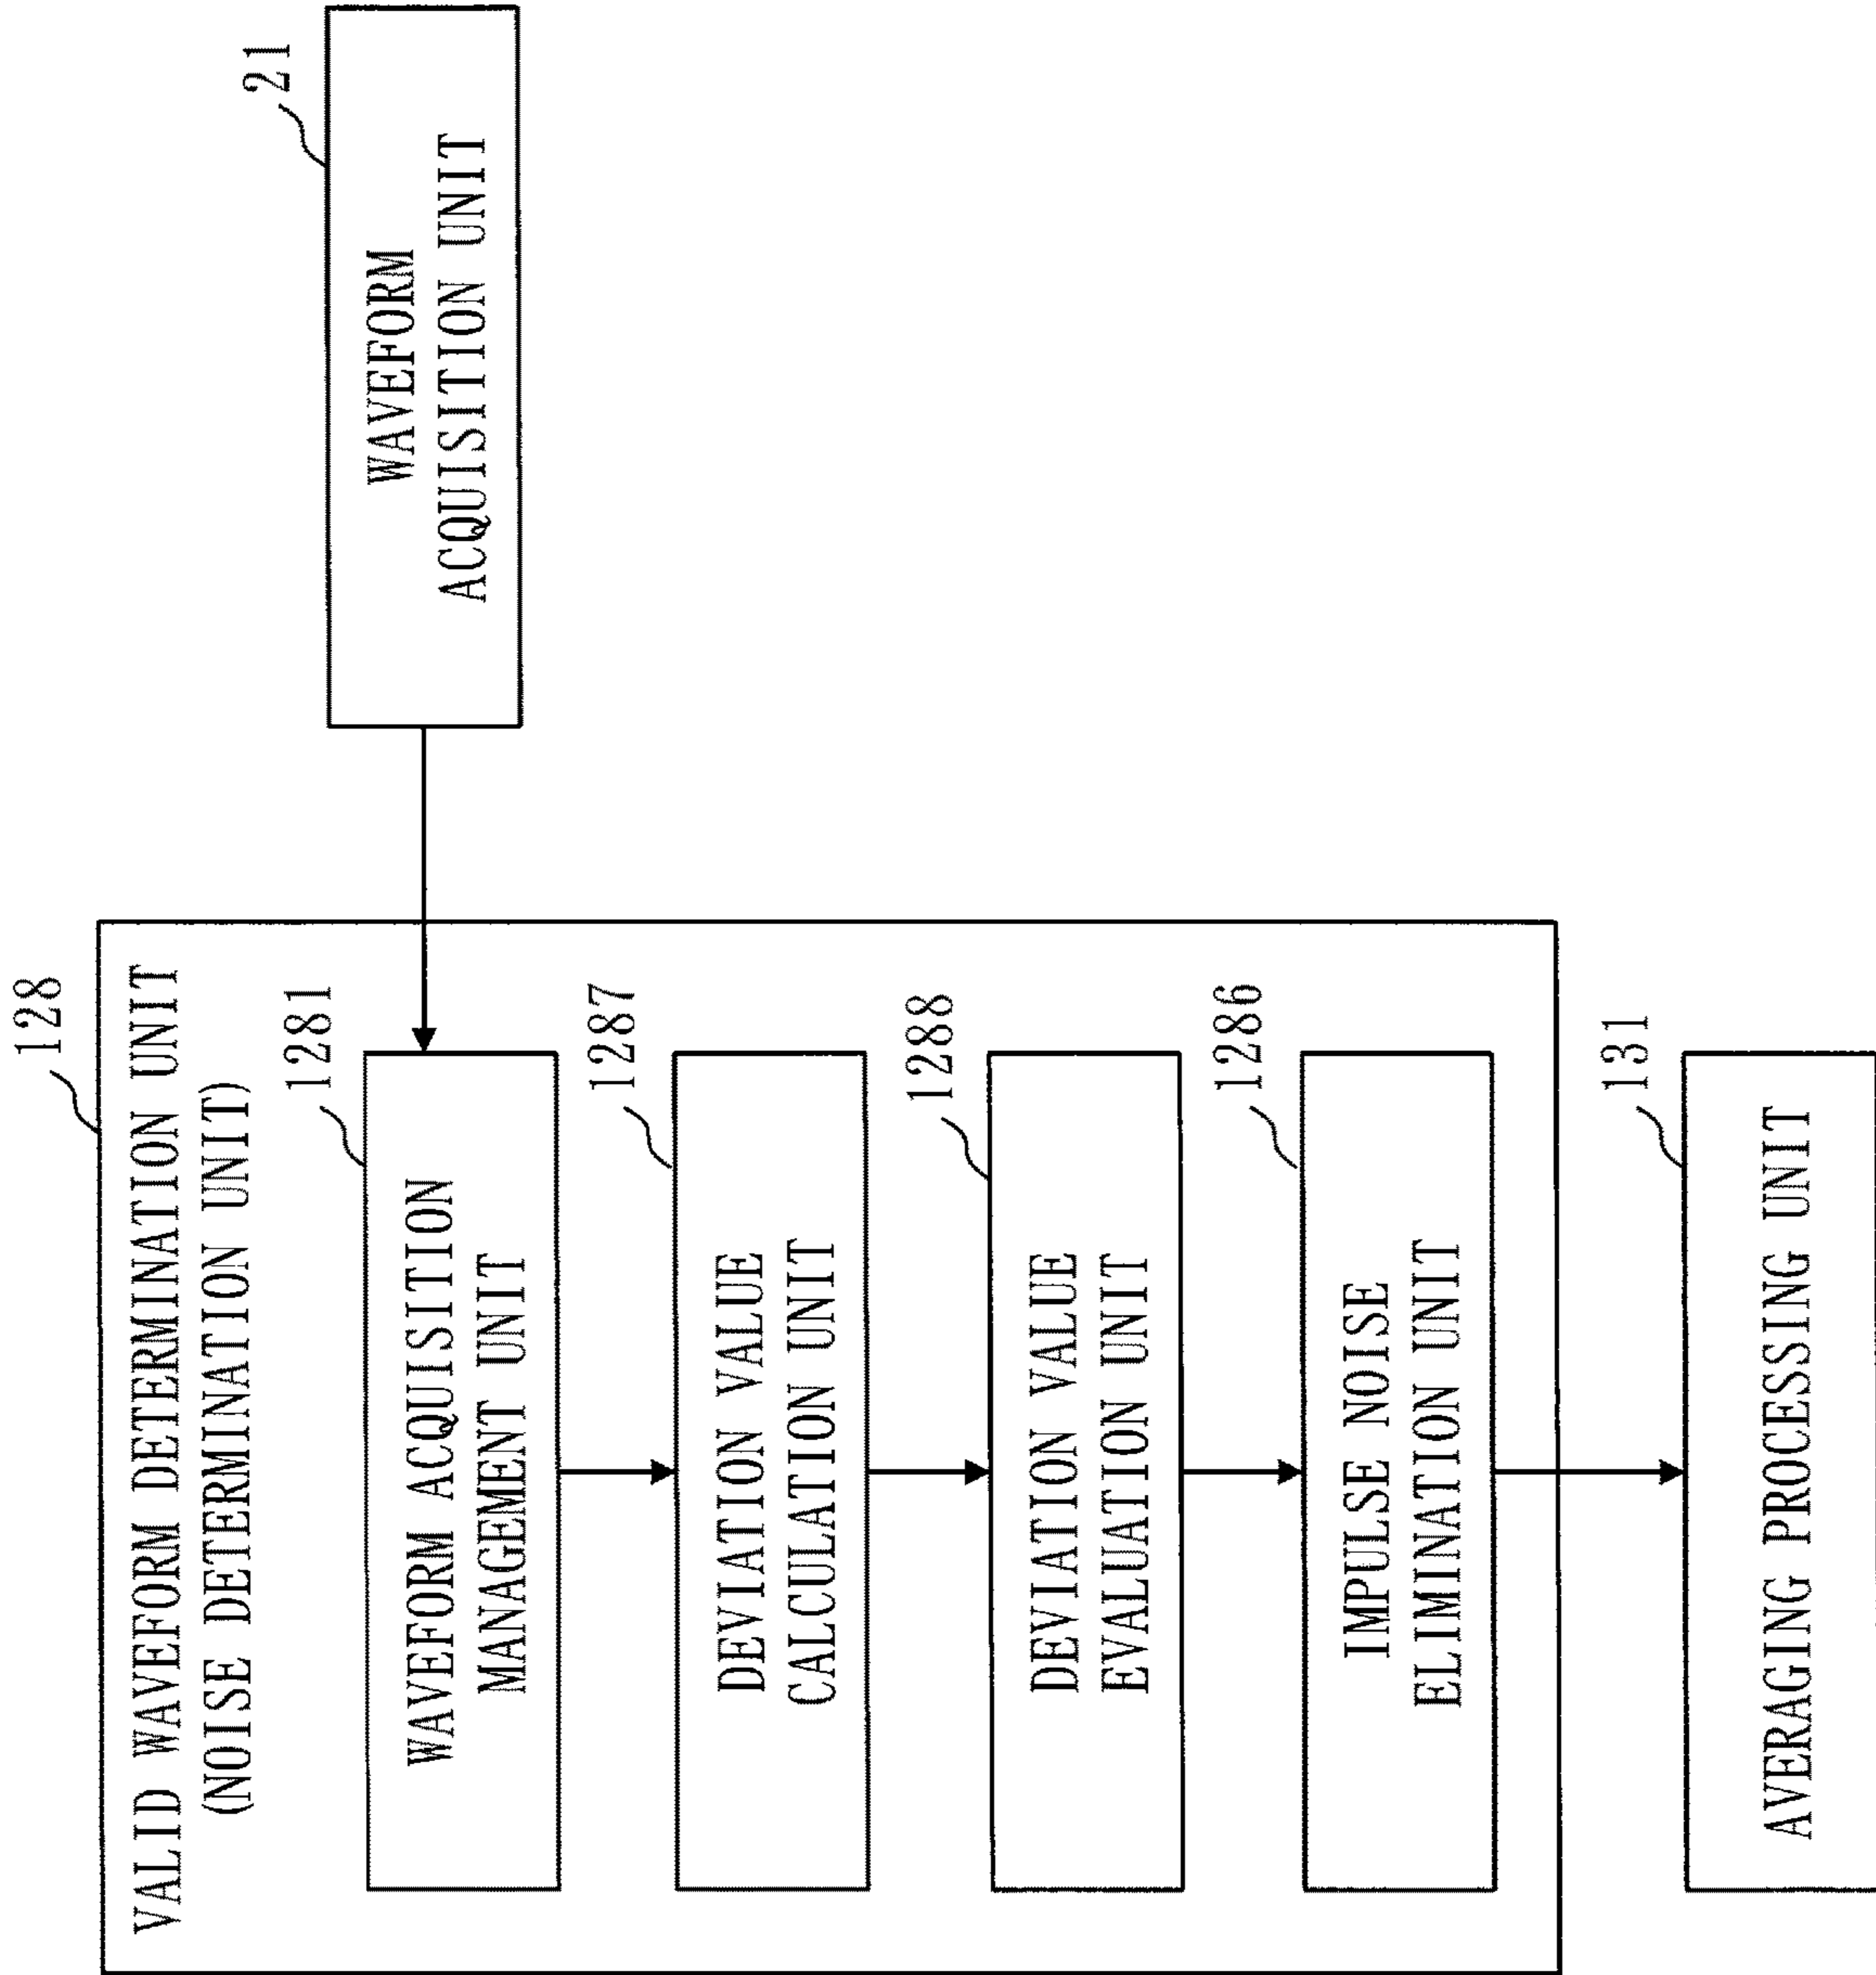 128
VALID WAVEFORM DETERMINATION UNIT
(NOISE DETERMINATION UNIT)
1281
WAVEFORM ACQUISITION
MANAGEMENT UNIT
21
WAVEFORM
ACQUISITION UNIT
1287
DEVIATION VALUE
CALCULATION UNIT
1288
DEVIATION VALUE
EVALUATION UNIT
1286
IMPULSE NOISE
ELIMINATION UNIT
131
AVERAGING PROCESSING UNIT